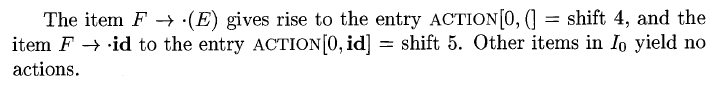 The item F → ·(E) gives rise to the entry ACTION[0, (] = shift 4, and the
item F → ·id to the entry ACTION[0, id] = shift 5. Other items in I₀ yield no
actions.